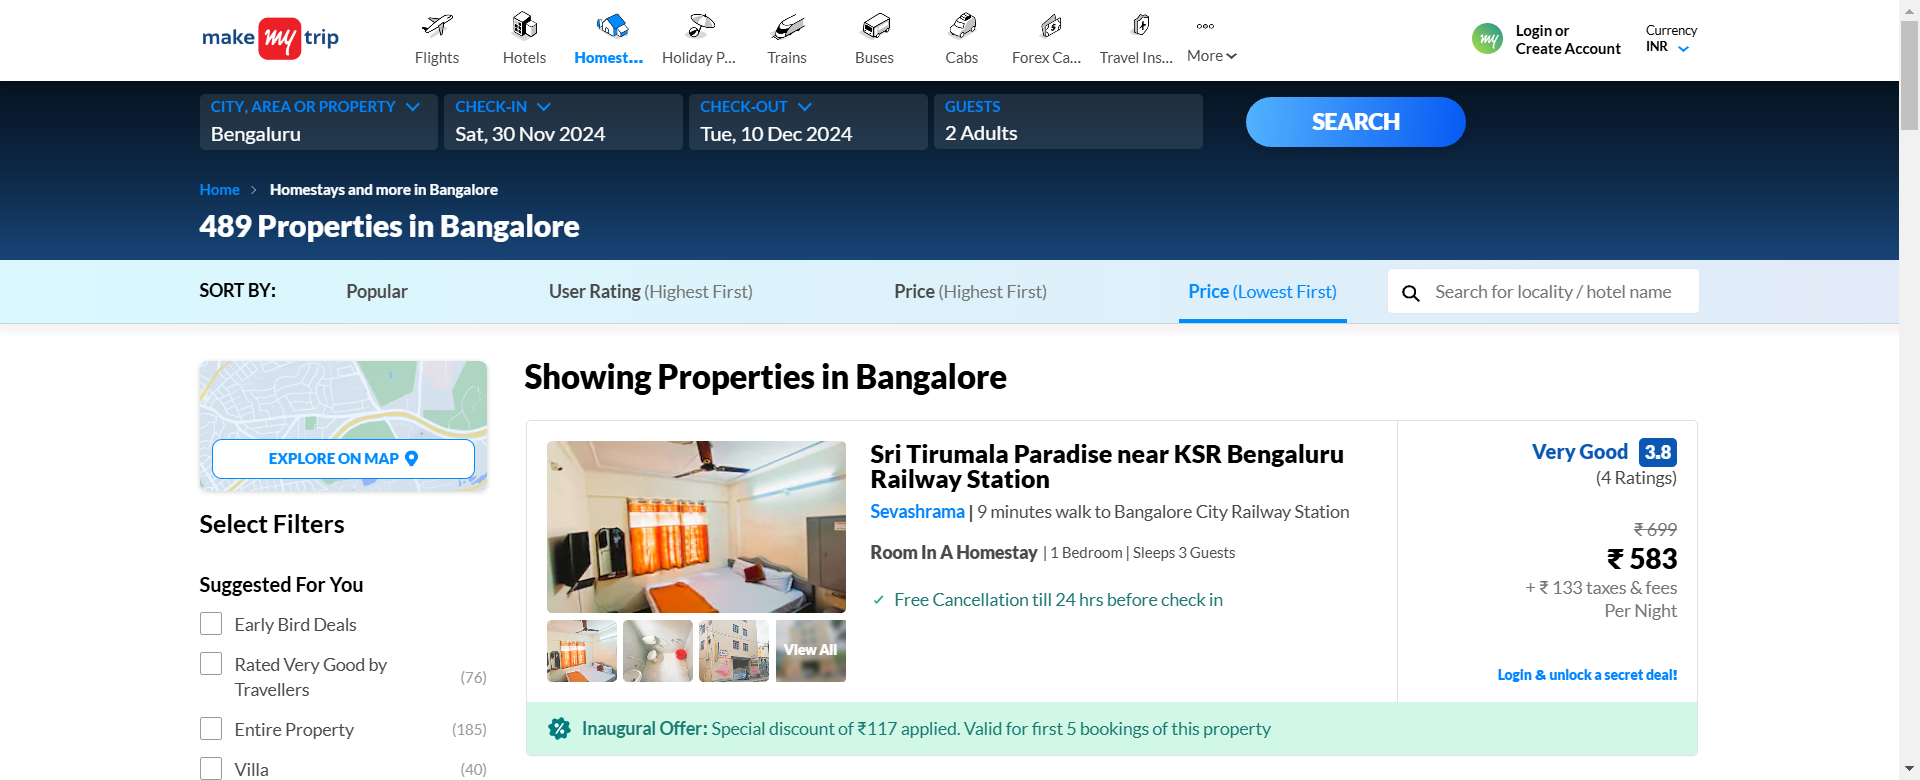 make my trip
Flights
Hotels
Homest...
Holiday P...
Trains
Buses
Cabs
Forex Ca...
Travel Ins...
More
my
Login or
Create Account
Currency
INR
CITY, AREA OR PROPERTY
Bengaluru
CHECK-IN
Sat, 30 Nov 2024
CHECK-OUT
Tue, 10 Dec 2024
GUESTS
2 Adults
SEARCH
Home > Homestays and more in Bangalore
489 Properties in Bangalore
SORT BY:
Popular
User Rating (Highest First)
Price (Highest First)
Price (Lowest First)
Search for locality / hotel name
EXPLORE ON MAP
Select Filters
Suggested For You
Early Bird Deals
Rated Very Good by
Travellers
(76)
Entire Property
(185)
Villa
(40)
Showing Properties in Bangalore
View All
Sri Tirumala Paradise near KSR Bengaluru
Railway Station
Sevashrama | 9 minutes walk to Bangalore City Railway Station
Room In A Homestay | 1 Bedroom | Sleeps 3 Guests
Free Cancellation till 24 hrs before check in
Very Good 3.8
(4 Ratings)
₹ 699
₹ 583
+ ₹ 133 taxes & fees
Per Night
Login & unlock a secret deal!
Inaugural Offer: Special discount of ₹117 applied. Valid for first 5 bookings of this property